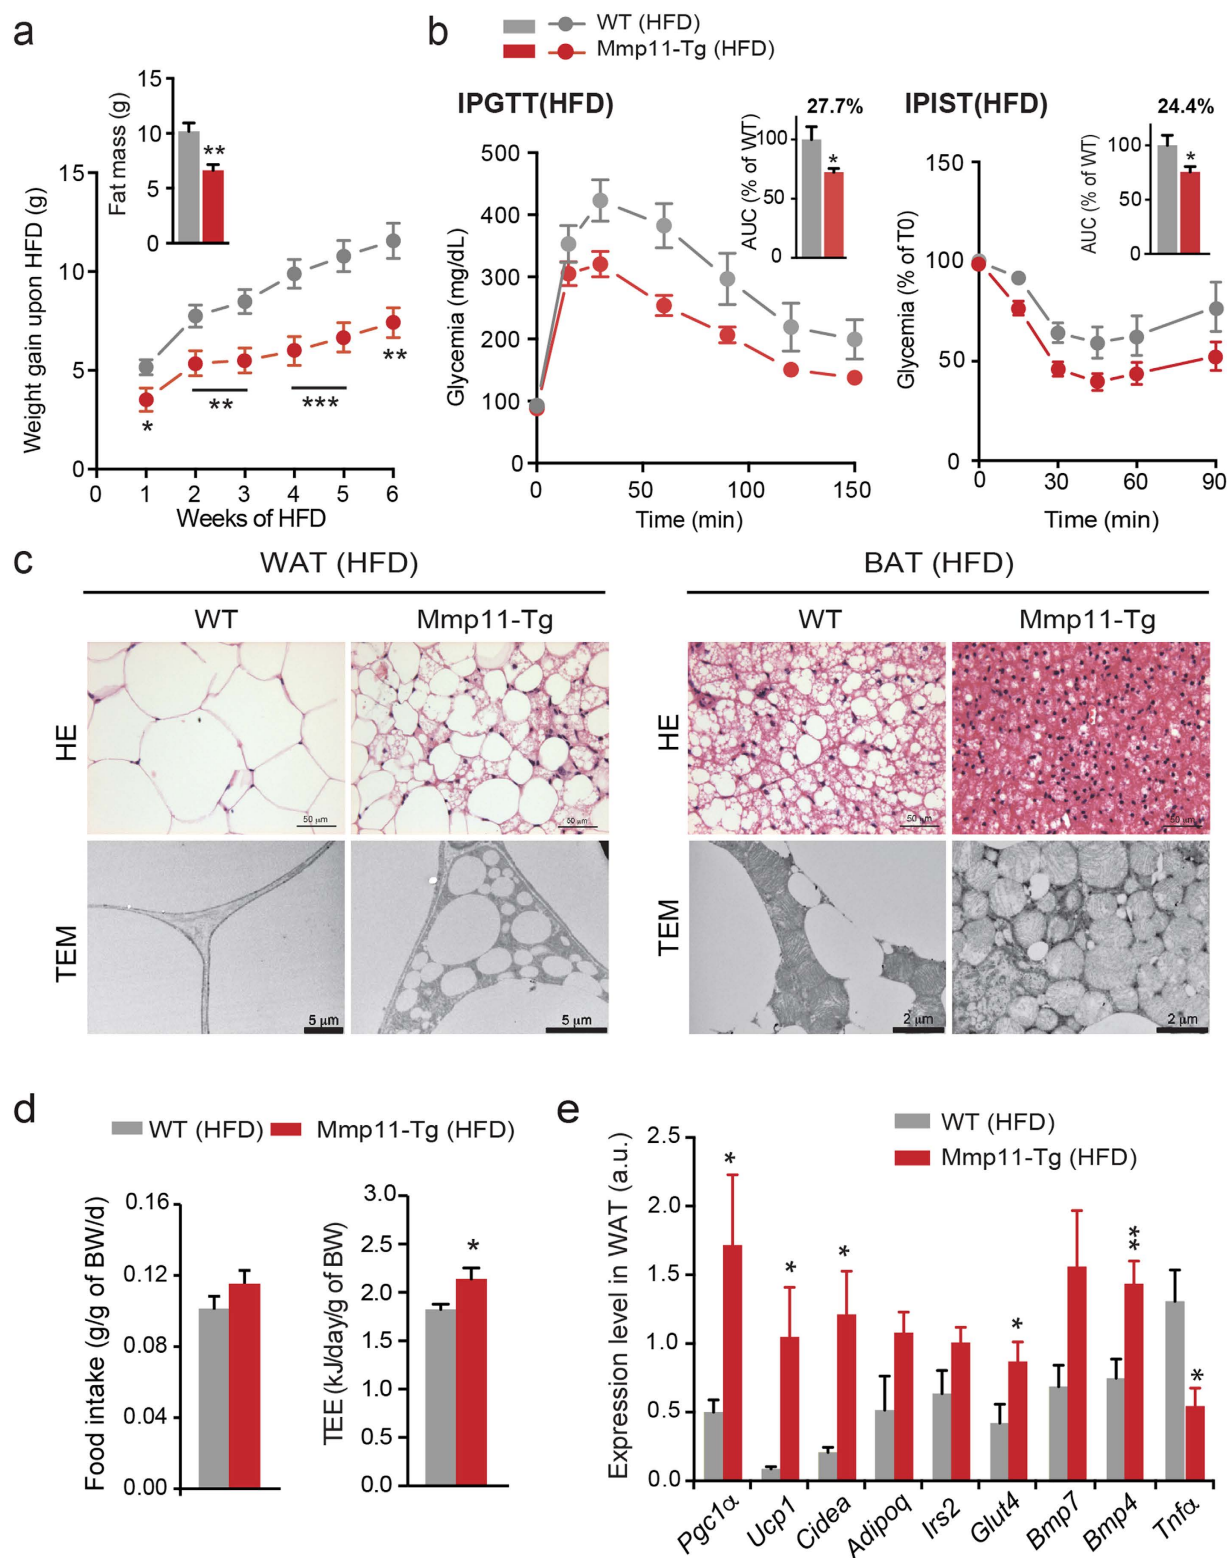 a
b
WT (HFD)
Mmp11-Tg (HFD)
Weight gain upon HFD (g)
15
10
5
0
0
1
2
3
4
5
6
Weeks of HFD
Fat mass (g)
15
10
5
0
**
*
**
***
**
IPGTT(HFD)
Glycemia (mg/dL)
500
400
300
200
100
0
0
50
100
150
Time (min)
27.7%
AUC (% of WT)
100
50
0
*
IPIST(HFD)
Glycemia (% of T0)
150
100
50
0
0
30
60
90
Time (min)
24.4%
AUC (% of WT)
100
50
0
*
c
WAT (HFD)
BAT (HFD)
WT
Mmp11-Tg
WT
Mmp11-Tg
HE
50 μm
50 μm
HE
50 μm
50 μm
TEM
5 μm
5 μm
TEM
2 μm
2 μm
d
WT (HFD)
Mmp11-Tg (HFD)
Food intake (g/g of BW/d)
0.16
0.12
0.08
0.04
0.00
TEE (kJ/day/g of BW)
3.0
2.5
2.0
1.5
1.0
0.5
0.0
*
e
WT (HFD)
Mmp11-Tg (HFD)
Expression level in WAT (a.u.)
2.5
2.0
1.5
1.0
0.5
0.0
*
*
*
*
**
*
Pgc1α
Ucp1
Cidea
Adipoq
Irs2
Glut4
Bmp7
Bmp4
Tnfα